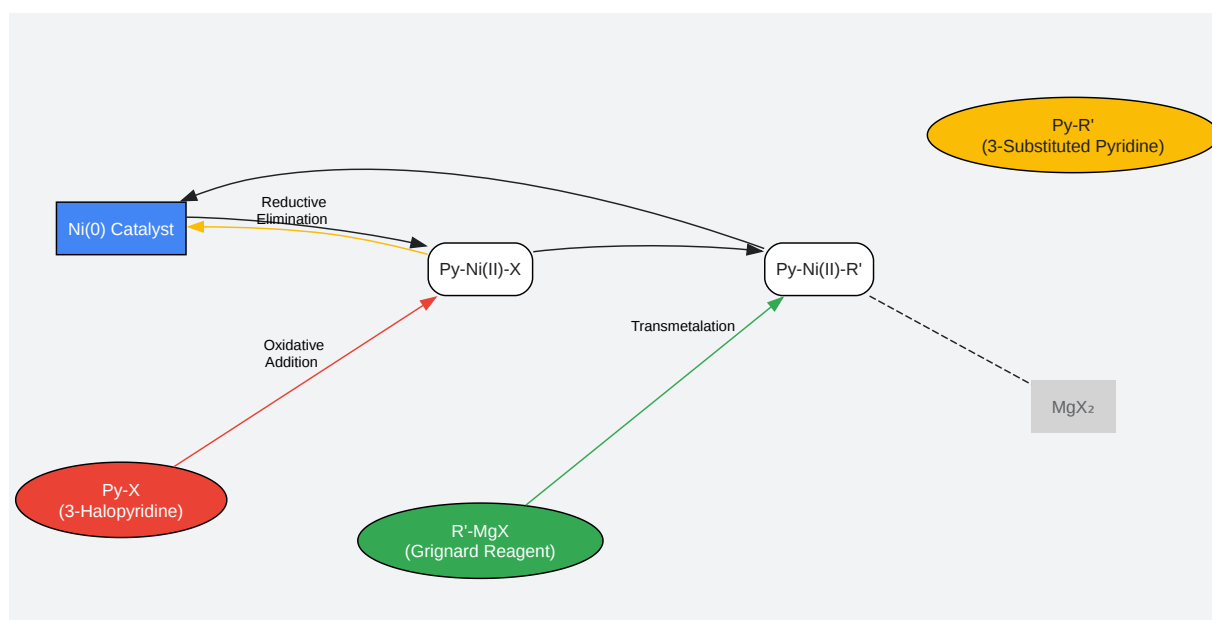 Py-R'
(3-Substituted Pyridine)
Reductive
Elimination
Ni(0) Catalyst
Py-Ni(II)-X
Py-Ni(II)-R'
Transmetalation
Oxidative
Addition
MgX₂
Py-X
(3-Halopyridine)
R'-MgX
(Grignard Reagent)